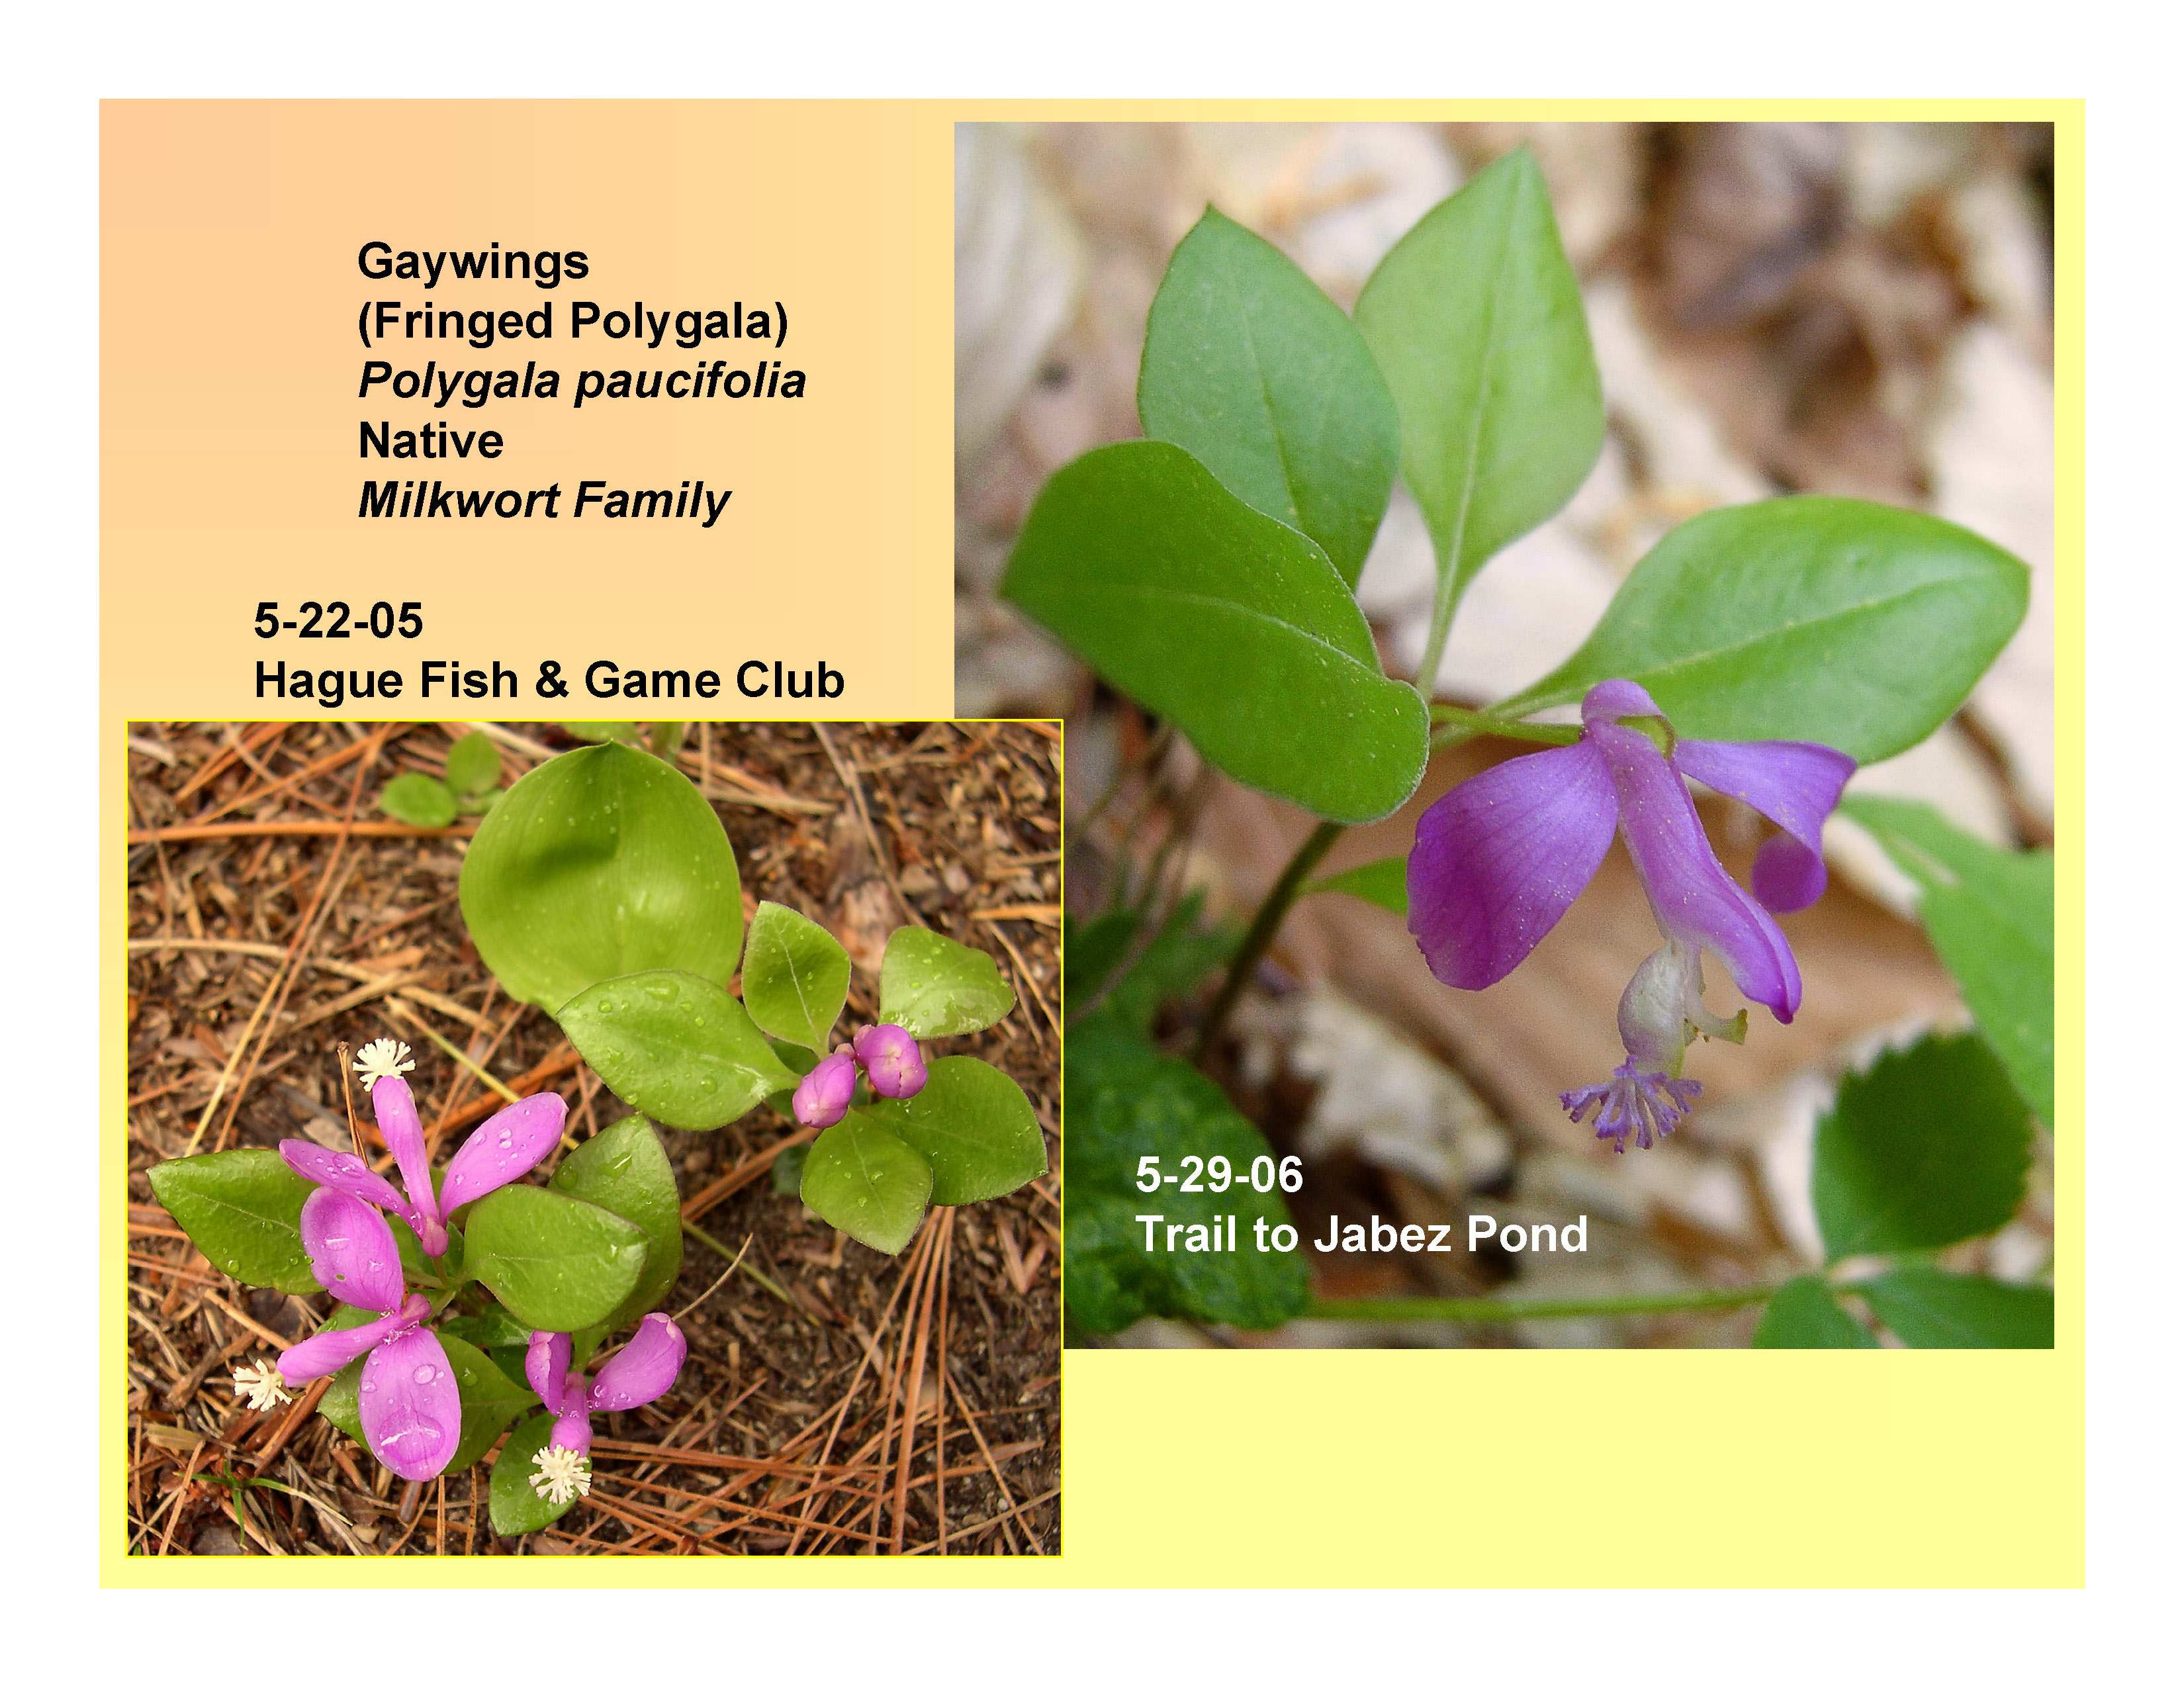 Gaywings
(Fringed Polygala)
Polygala paucifolia
Native
Milkwort Family
5-22-05
Hague Fish & Game Club
5-29-06
Trail to Jabez Pond